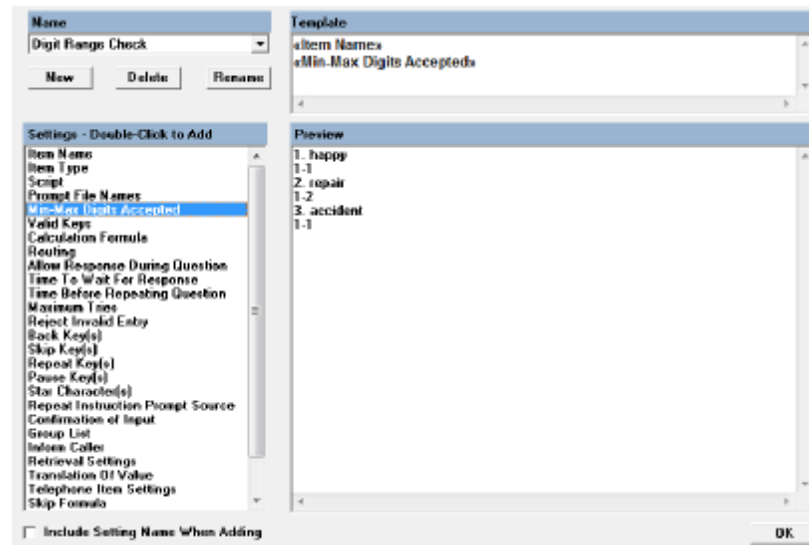 Name
Digit Range Check
New
Delete
Rename
Template
«Item Name»
«Min-Max Digits Accepted»
Settings - Double-Click to Add
Item Name
Item Type
Script
Prompt File Names
Min-Max Digits Accepted
Valid Keys
Calculation Formula
Routing
Allow Response During Question
Time To Wait For Response
Time Before Repeating Question
Maximum Tries
Reject Invalid Entry
Back Key(s)
Skip Key(s)
Repeat Key(s)
Pause Key(s)
Star Character(s)
Repeat Instruction Prompt Source
Confirmation of Input
Group List
Inform Caller
Retrieval Settings
Translation Of Value
Telephone Item Settings
Skip Formula
Preview
1. happy
1-1
2. repair
1-2
3. accident
1-1
Include Setting Name When Adding
OK